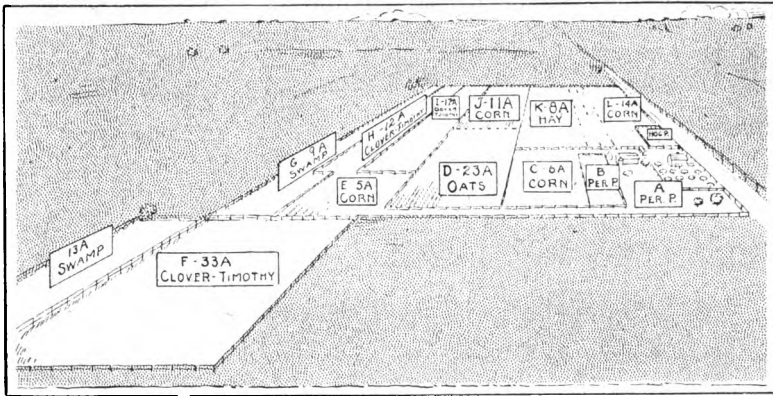 I-17A
J-11A
CORN
K-8A
HAY
L-14A
CORN
HOG P.
H-12A
CLOVER-TIMOTHY
G 9A
SWAMP
E 5A
CORN
D-23A
OATS
C-6A
CORN
B
PER P.
A
PER. P.
13A
SWAMP
F-33A
CLOVER-TIMOTHY